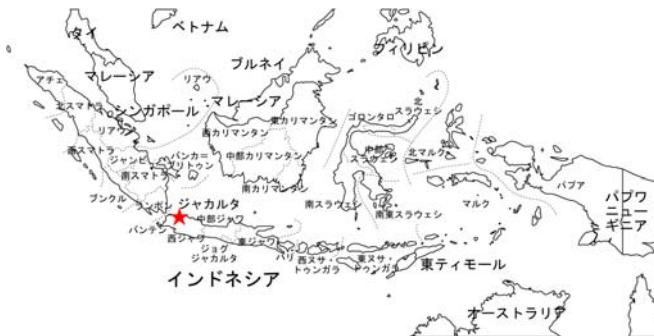 タイ
ベトナム
フィリピン
マレーシア
ブルネイ
アチェ
リアウ
北スマトラ
シンガポール
マレーシア
リアウ
西カリマンタン
東カリマンタン
ゴロンタロ
北
スラウェシ
西スマトラ
ジャンビ
バンカ=
ブリトゥン
中部カリマンタン
中部
スラウェシ
北マルク
南スマトラ
南カリマンタン
パプア
パプワ
ニュー
ギニア
ブンクル
ランポン
ジャカルタ
南スラウェシ
南東スラウェシ
マルク
中部ジャワ
バンテン
西ジャワ
ジョグ
ジャカルタ
東ジャワ
バリ
西ヌサ・
トゥンガラ
東ヌサ・
トゥンガラ
東ティモール
インドネシア
オーストラリア